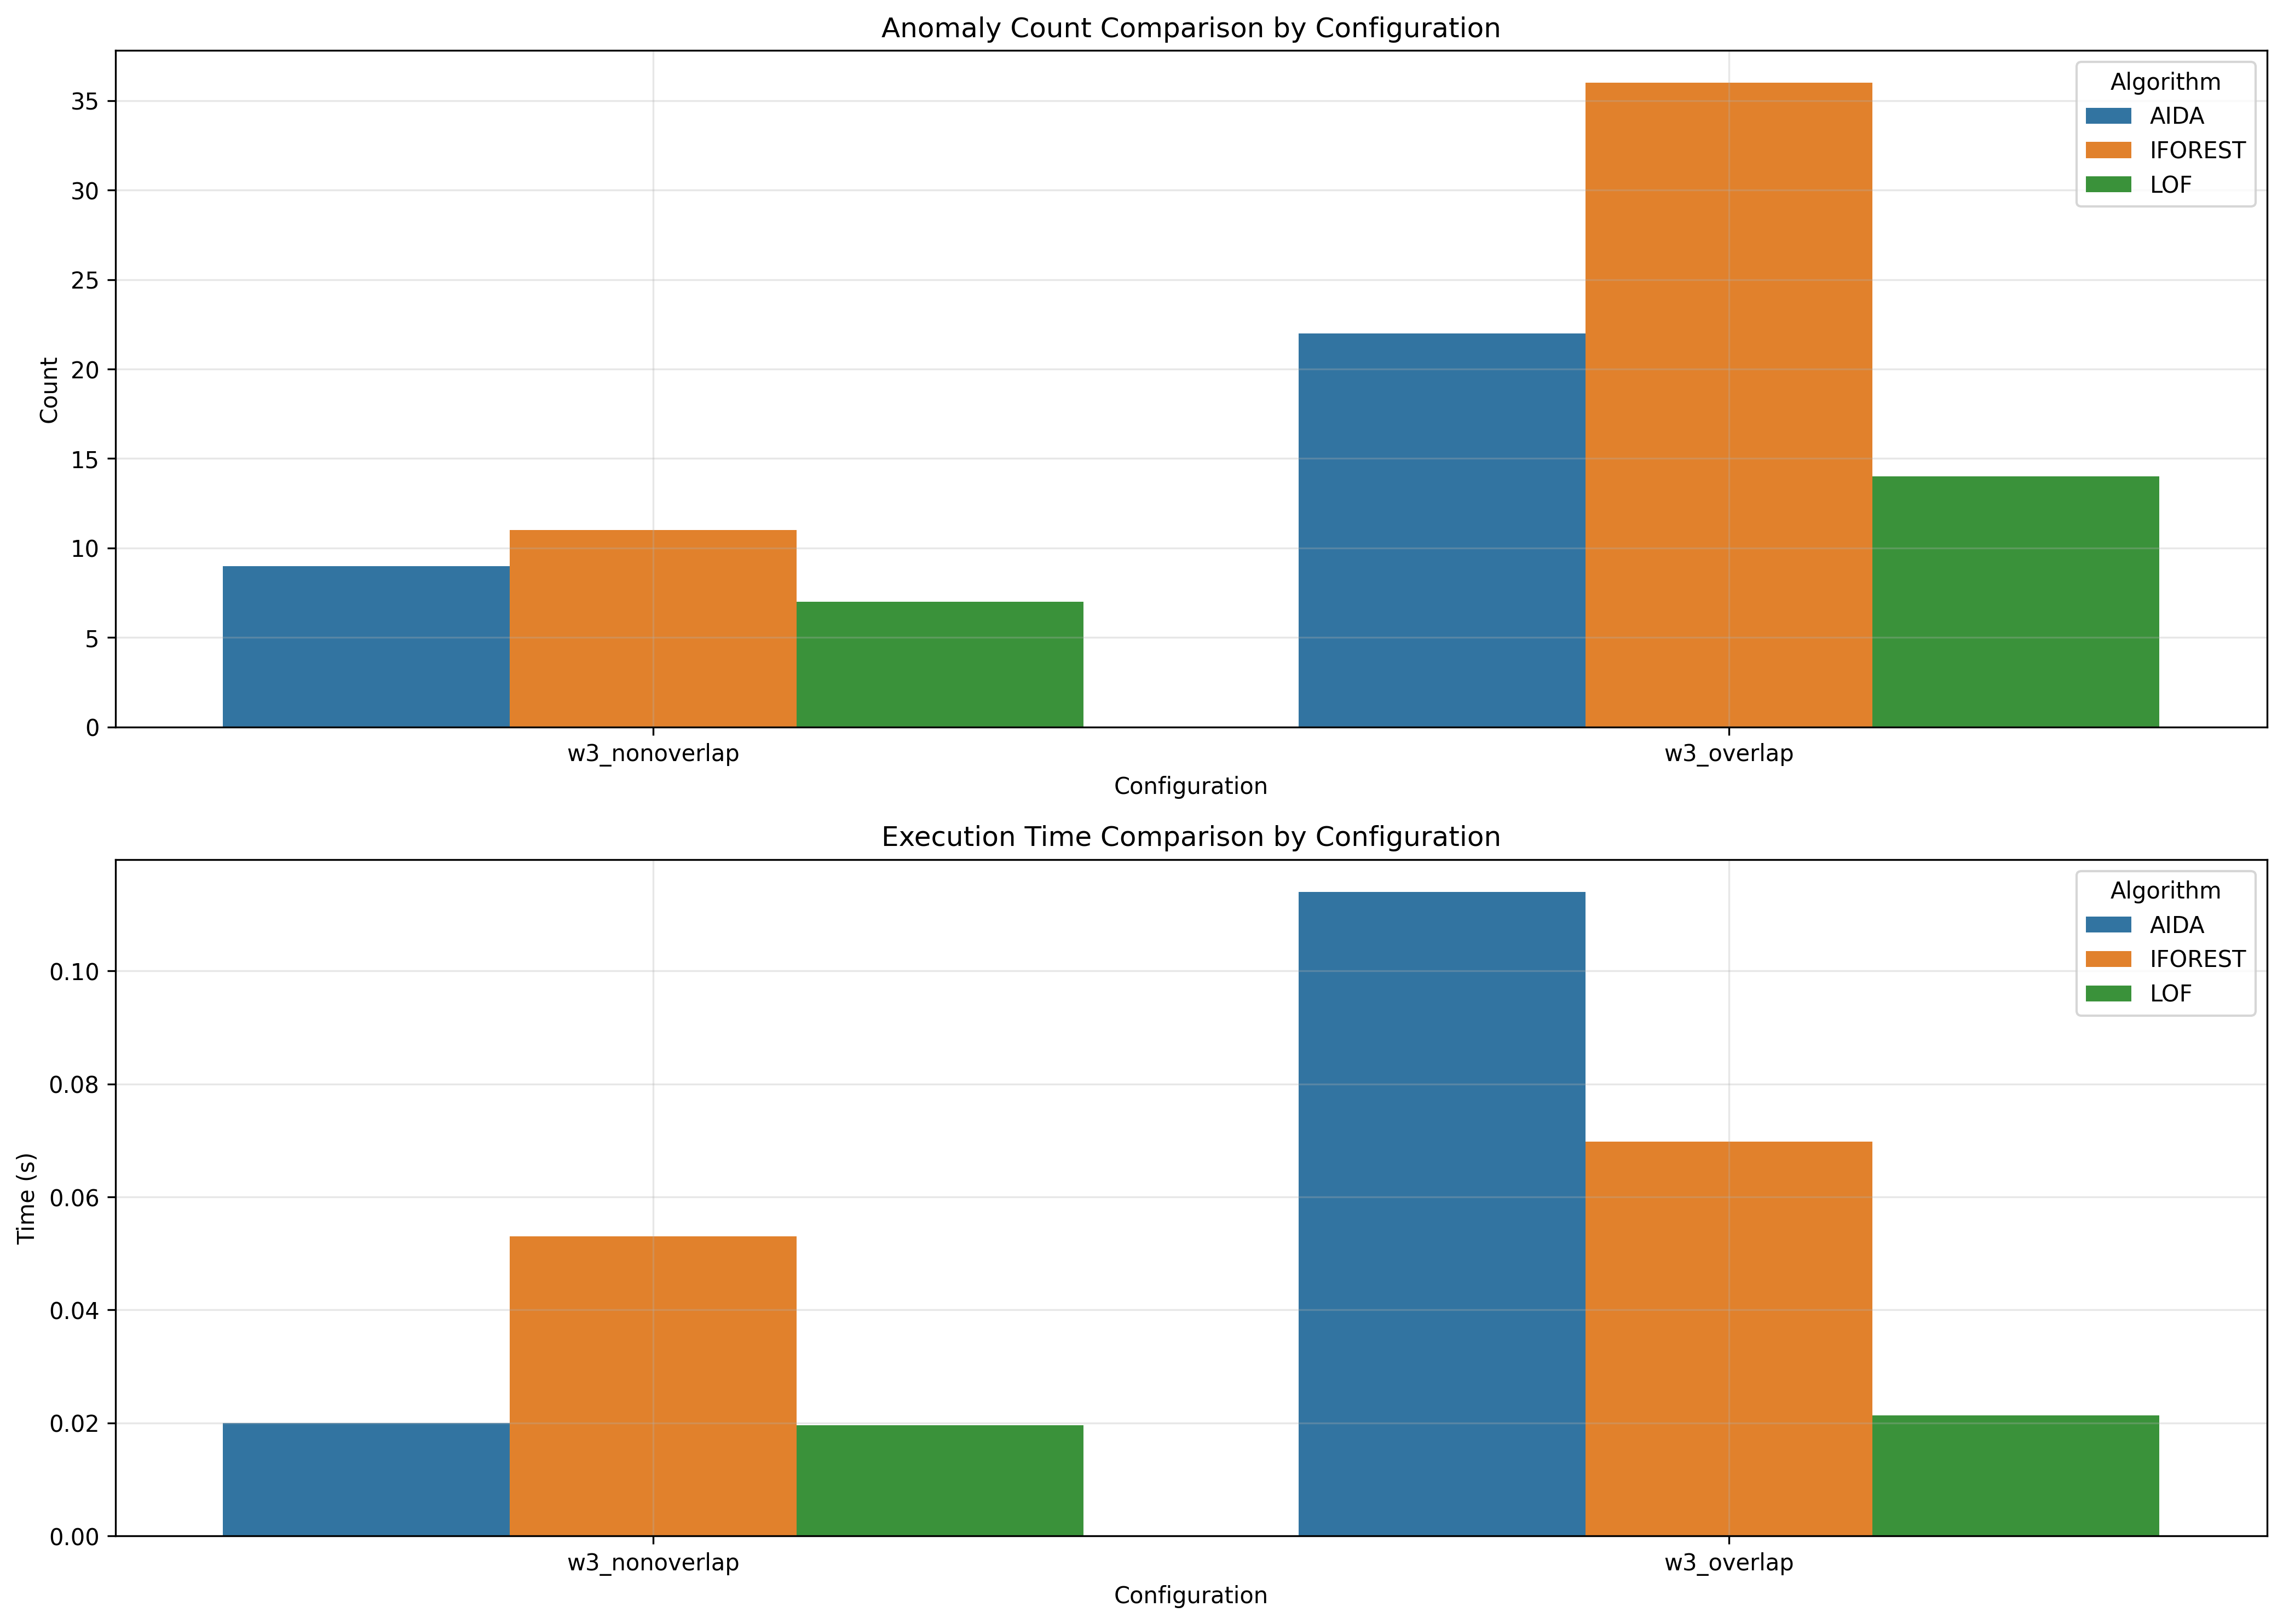 Anomaly Count Comparison by Configuration
Algorithm
AIDA
IFOREST
LOF
35
30
25
20
15
10
5
0
Count
w3_nonoverlap
w3_overlap
Configuration
Execution Time Comparison by Configuration
Algorithm
AIDA
IFOREST
LOF
0.10
0.08
0.06
0.04
0.02
0.00
Time (s)
w3_nonoverlap
w3_overlap
Configuration